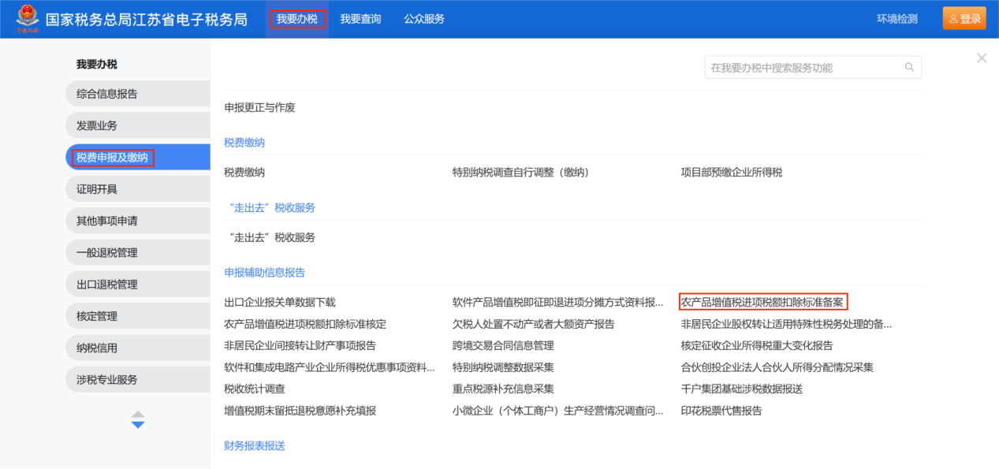 国家税务总局江苏省电子税务局 我要办税 我要查询 公众服务 环境检测 登录
我要办税
综合信息报告
发票业务
税费申报及缴纳
证明开具
其他事项申请
一般退税管理
出口退税管理
核定管理
纳税信用
涉税专业服务
在我要办税中搜索服务功能
申报更正与作废
税费缴纳
税费缴纳 特别纳税调查自行调整（缴纳） 项目部预缴企业所得税
“走出去”税收服务
“走出去”税收服务
申报辅助信息报告
出口企业报关单数据下载 软件产品增值税即征即退进项分摊方式资料报... 农产品增值税进项税额扣除标准备案
农产品增值税进项税额扣除标准核定 欠税人处置不动产或者大额资产报告 非居民企业股权转让适用特殊性税务处理的备...
非居民企业间接转让财产事项报告 跨境交易合同信息管理 核定征收企业所得税重大变化报告
软件和集成电路产业企业所得税优惠事项资料... 特别纳税调整数据采集 合伙创投企业法人合伙人所得分配情况采集
税收统计调查 重点税源补充信息采集 千户集团基础涉税数据报送
增值税期末留抵退税意愿补充填报 小微企业（个体工商户）生产经营情况调查问... 印花税票代售报告
财务报表报送